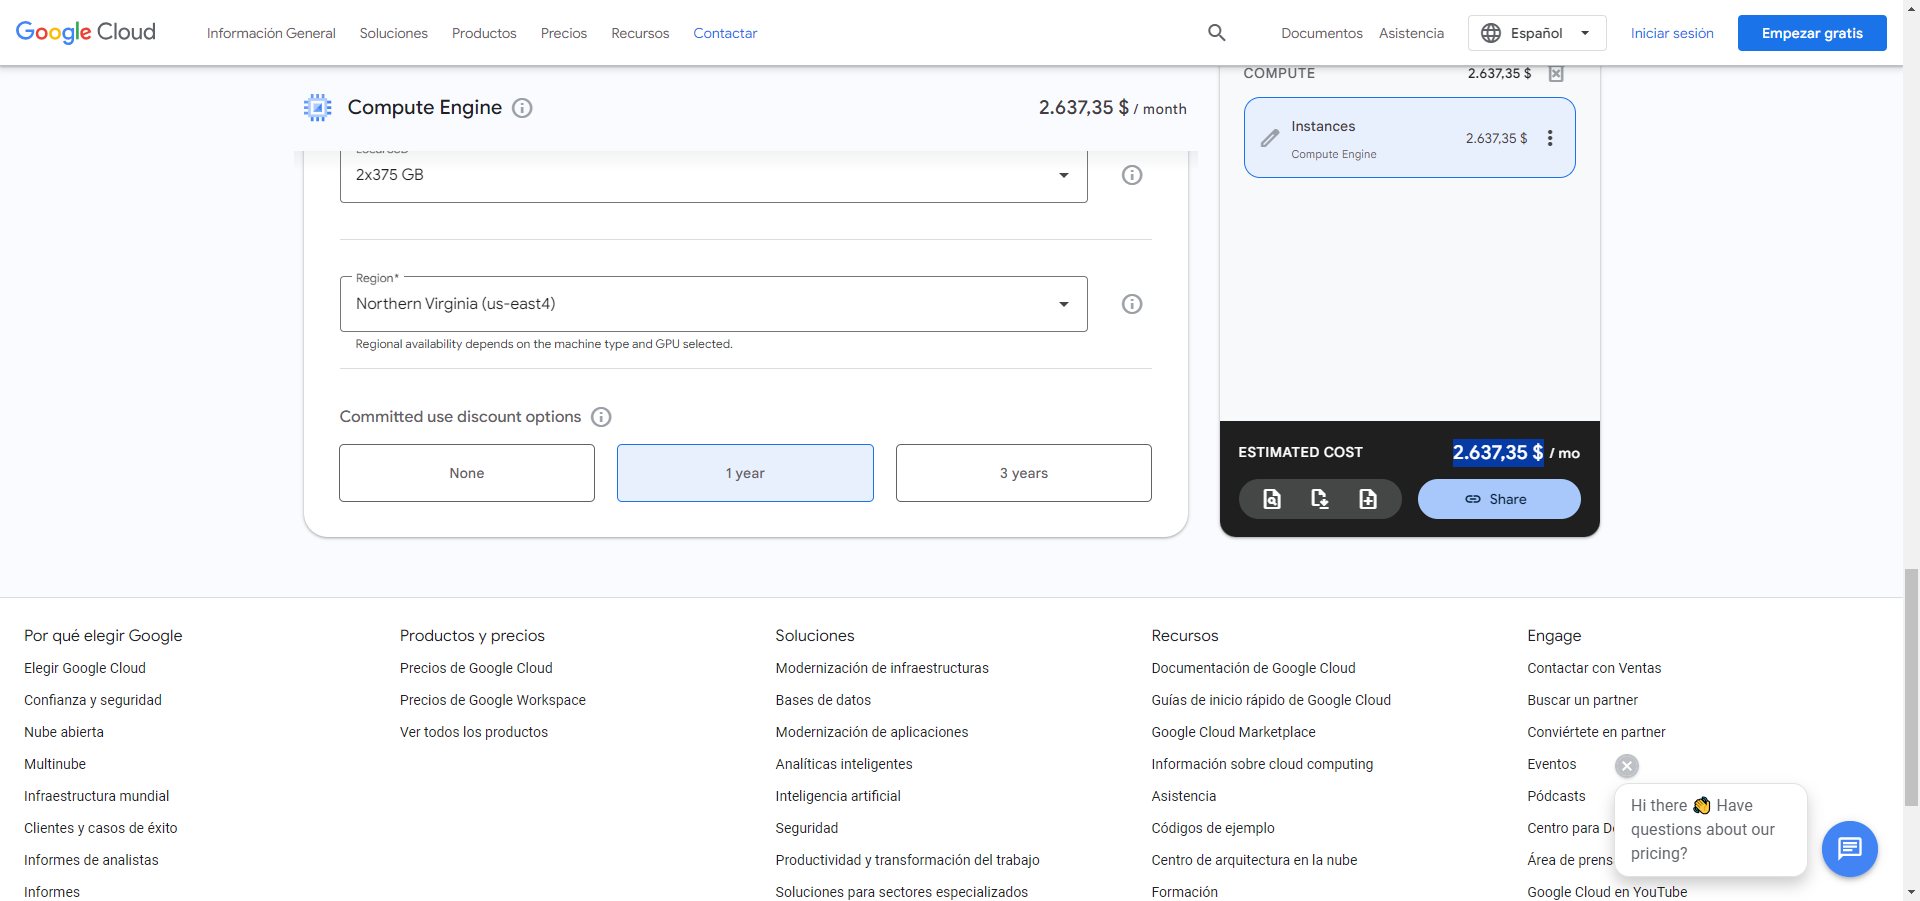 Google Cloud
Información General
Soluciones
Productos
Precios
Recursos
Contactar
Documentos
Asistencia
Español
Iniciar sesión
Empezar gratis
Compute Engine
2.637,35 $ / month
2x375 GB
Region*
Northern Virginia (us-east4)
Regional availability depends on the machine type and GPU selected.
Committed use discount options
None
1 year
3 years
COMPUTE
2.637,35 $
Instances
2.637,35 $
Compute Engine
ESTIMATED COST
2.637,35 $ / mo
Share
Por qué elegir Google
Elegir Google Cloud
Confianza y seguridad
Nube abierta
Multinube
Infraestructura mundial
Clientes y casos de éxito
Informes de analistas
Informes
Productos y precios
Precios de Google Cloud
Precios de Google Workspace
Ver todos los productos
Soluciones
Modernización de infraestructuras
Bases de datos
Modernización de aplicaciones
Analíticas inteligentes
Inteligencia artificial
Seguridad
Productividad y transformación del trabajo
Soluciones para sectores especializados
Recursos
Documentación de Google Cloud
Guías de inicio rápido de Google Cloud
Google Cloud Marketplace
Información sobre cloud computing
Asistencia
Códigos de ejemplo
Centro de arquitectura en la nube
Formación
Engage
Contactar con Ventas
Buscar un partner
Conviértete en partner
Eventos
Pódcasts
Centro para
Área de prens
Google Cloud en YouTube
Hi there 👋 Have
questions about our
pricing?